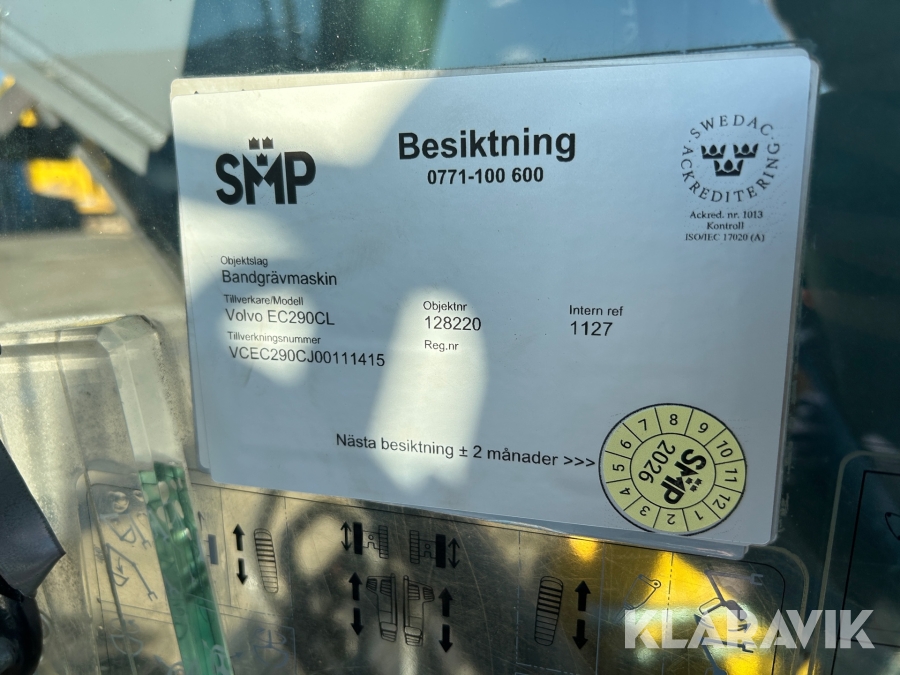 SMP
Besiktning
0771-100 600
SWEDAC
ACKREDITERING
Ackred. nr. 1013
Kontroll
ISO/IEC 17020 (A)
Objektslag
Bandgrävmaskin
Tillverkare/Modell
Volvo EC290CL
Objektnr
128220
Intern ref
1127
Tillverkningsnummer
VCEC290CJ00111415
Reg.nr
Nästa besiktning ± 2 månader >>>
1 2 3 4 5 6 7 8 9 10 11 12
SMP
2026
KLARAVIK